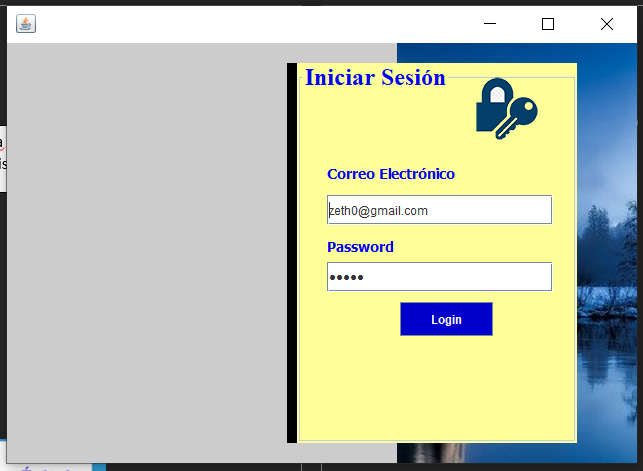 Iniciar Sesión
Correo Electrónico
zeth0@gmail.com
Password
•••••
Login